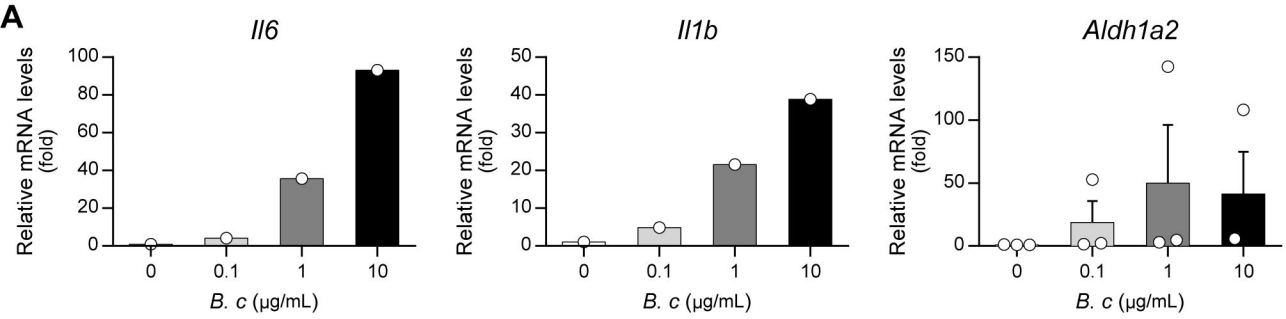 A
Il6
Relative mRNA levels
(fold)
100
80
60
40
20
0
0 0.1 1 10
B. c (µg/mL)
Il1b
Relative mRNA levels
(fold)
50
40
30
20
10
0
0 0.1 1 10
B. c (µg/mL)
Aldh1a2
Relative mRNA levels
(fold)
150
100
50
0
0 0.1 1 10
B. c (µg/mL)